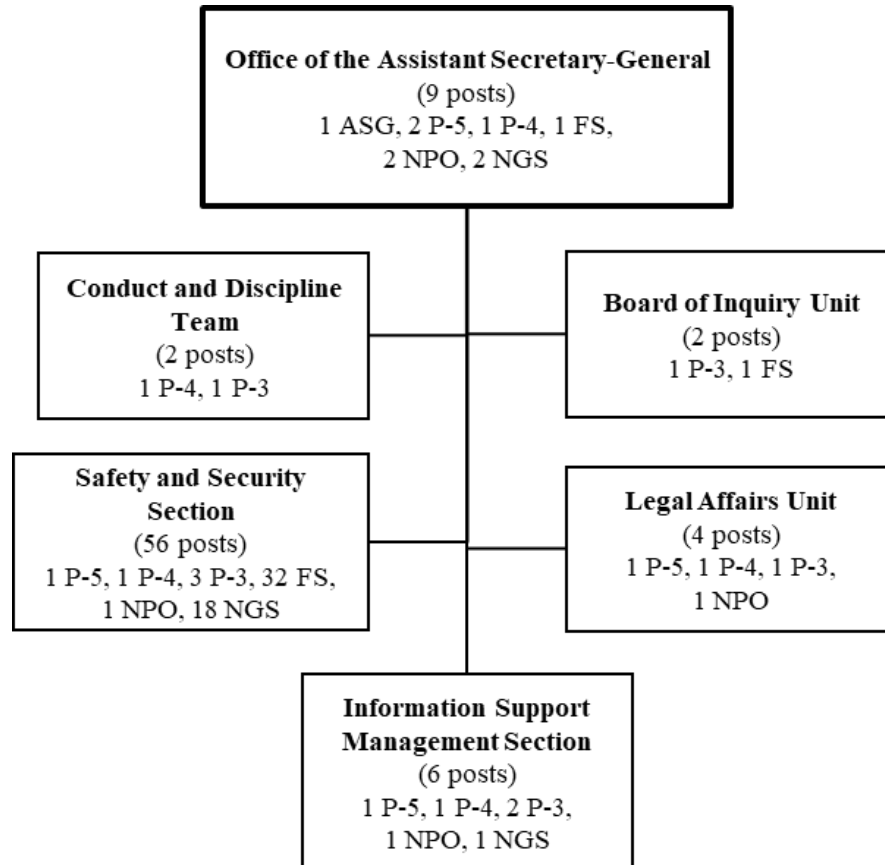 Office of the Assistant Secretary-General
(9 posts)
1 ASG, 2 P-5, 1 P-4, 1 FS,
2 NPO, 2 NGS
Conduct and Discipline
Team
(2 posts)
1 P-4, 1 P-3
Board of Inquiry Unit
(2 posts)
1 P-3, 1 FS
Safety and Security
Section
(56 posts)
1 P-5, 1 P-4, 3 P-3, 32 FS,
1 NPO, 18 NGS
Legal Affairs Unit
(4 posts)
1 P-5, 1 P-4, 1 P-3,
1 NPO
Information Support
Management Section
(6 posts)
1 P-5, 1 P-4, 2 P-3,
1 NPO, 1 NGS